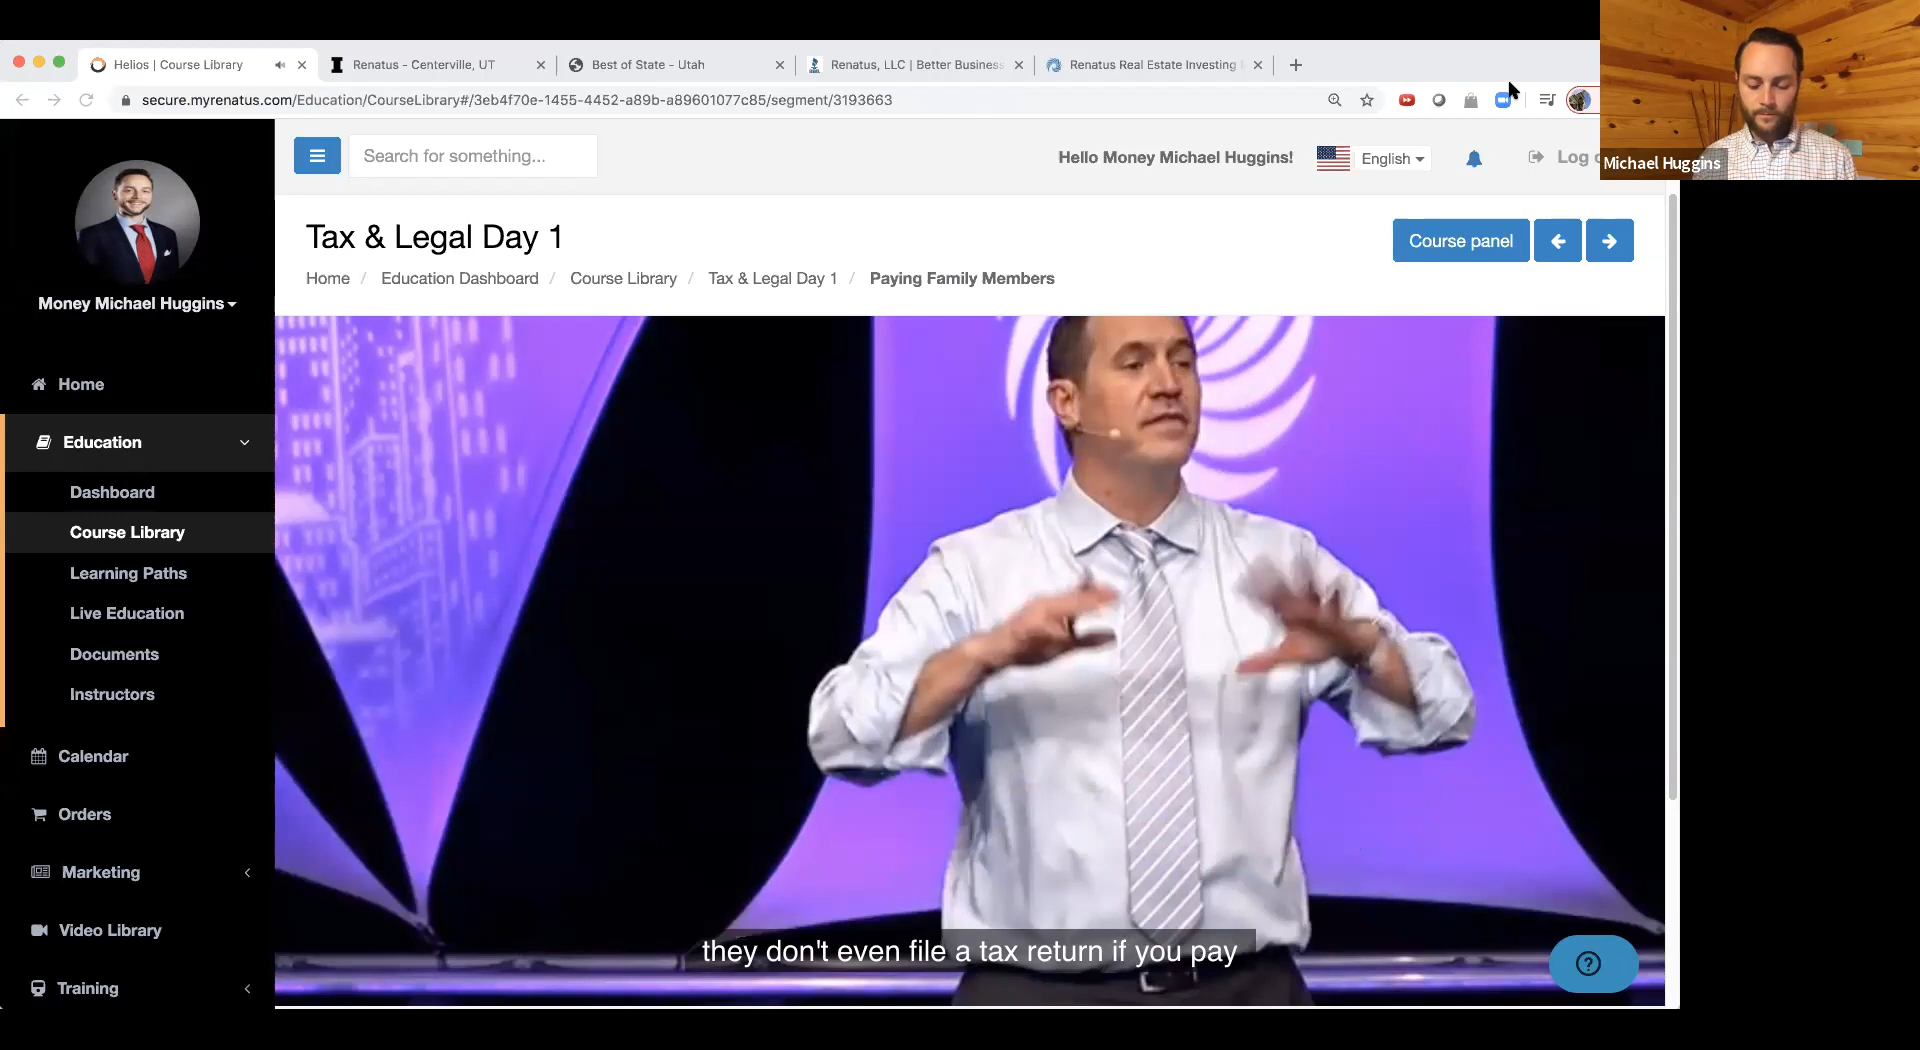 Helios | Course Library
Renatus - Centerville, UT
Best of State - Utah
Renatus, LLC | Better Business
Renatus Real Estate Investing
secure.myrenatus.com/Education/CourseLibrary#/3eb4f70e-1455-4452-a89b-a89601077c85/segment/3193663
Michael Huggins
Search for something...
Hello Money Michael Huggins!
English
Log
Money Michael Huggins
Home
Education
Dashboard
Course Library
Learning Paths
Live Education
Documents
Instructors
Calendar
Orders
Marketing
Video Library
Training
Tax & Legal Day 1
Course panel
Home / Education Dashboard / Course Library / Tax & Legal Day 1 / Paying Family Members
they don't even file a tax return if you pay